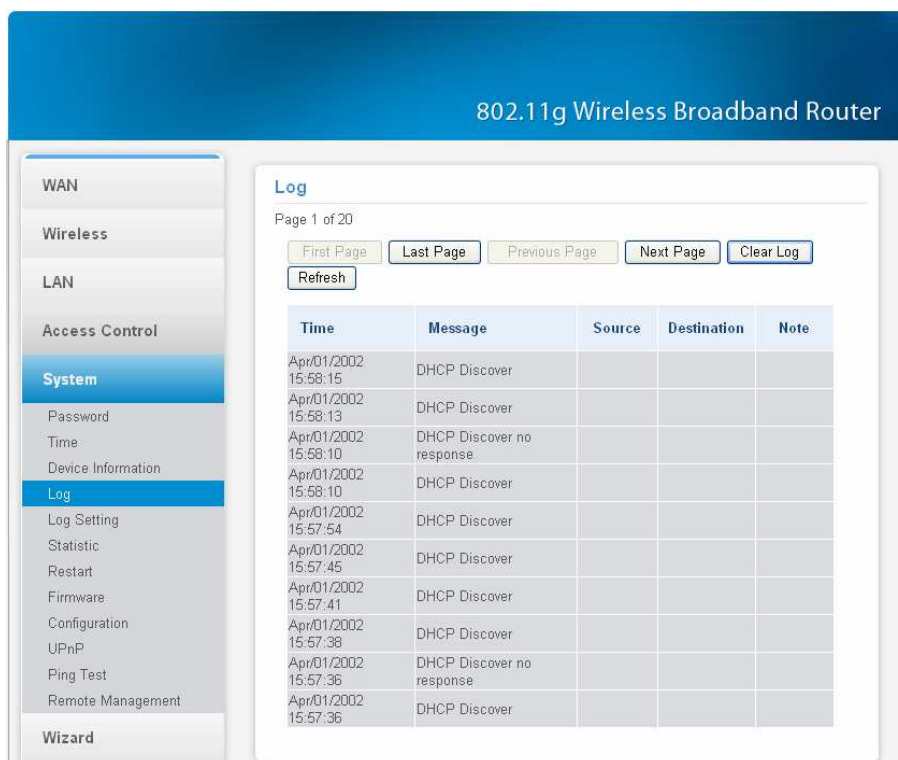 802.11g Wireless Broadband Router
WAN
Wireless
LAN
Access Control
System
Password
Time
Device Information
Log
Log Setting
Statistic
Restart
Firmware
Configuration
UPnP
Ping Test
Remote Management
Wizard
Log
Page 1 of 20
First Page Last Page Previous Page Next Page Clear Log
Refresh
Time Message Source Destination Note
Apr/01/2002
15:58:15
DHCP Discover
Apr/01/2002
15:58:13
DHCP Discover
Apr/01/2002
15:58:10
DHCP Discover no
response
Apr/01/2002
15:58:10
DHCP Discover
Apr/01/2002
15:57:54
DHCP Discover
Apr/01/2002
15:57:45
DHCP Discover
Apr/01/2002
15:57:41
DHCP Discover
Apr/01/2002
15:57:38
DHCP Discover
Apr/01/2002
15:57:36
DHCP Discover no
response
Apr/01/2002
15:57:36
DHCP Discover